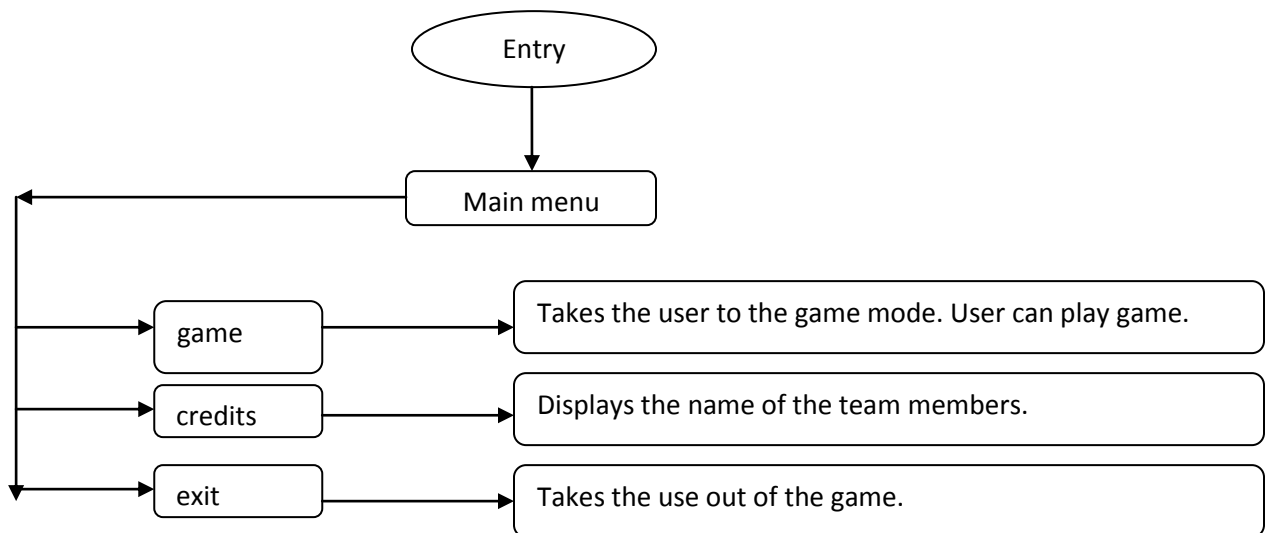 Entry
Main menu
game
Takes the user to the game mode. User can play game.
credits
Displays the name of the team members.
exit
Takes the use out of the game.